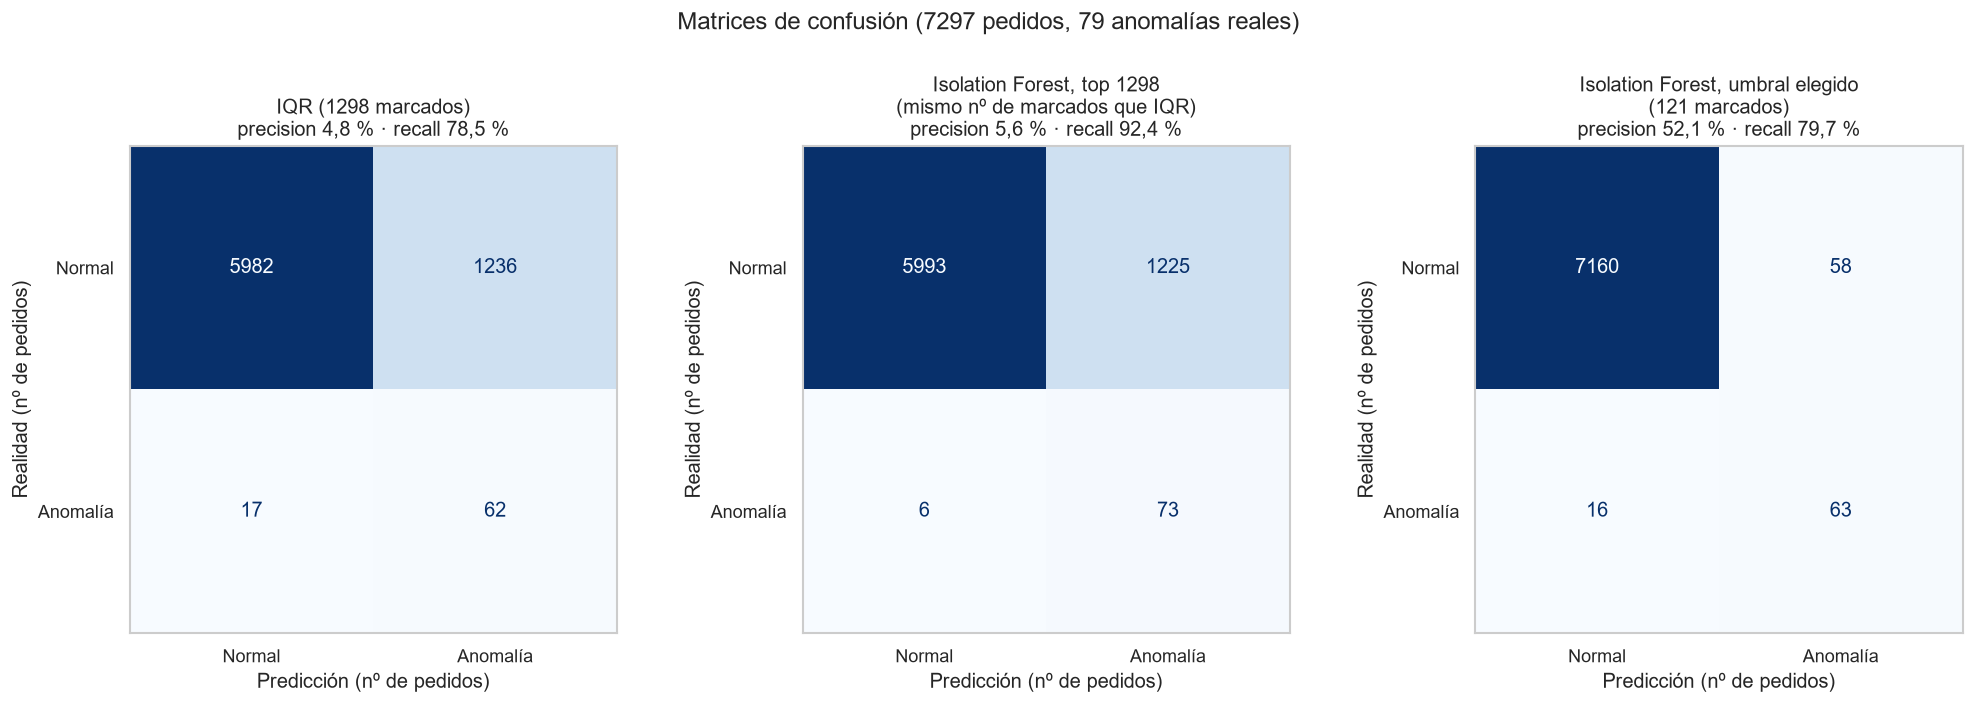 Matrices de confusión (7297 pedidos, 79 anomalías reales)
IQR (1298 marcados)
precision 4,8 % · recall 78,5 %
Realidad (nº de pedidos)
Normal
5982
1236
Anomalía
17
62
Normal
Anomalía
Predicción (nº de pedidos)
Isolation Forest, top 1298
(mismo nº de marcados que IQR)
precision 5,6 % · recall 92,4 %
Realidad (nº de pedidos)
Normal
5993
1225
Anomalía
6
73
Normal
Anomalía
Predicción (nº de pedidos)
Isolation Forest, umbral elegido
(121 marcados)
precision 52,1 % · recall 79,7 %
Realidad (nº de pedidos)
Normal
7160
58
Anomalía
16
63
Normal
Anomalía
Predicción (nº de pedidos)